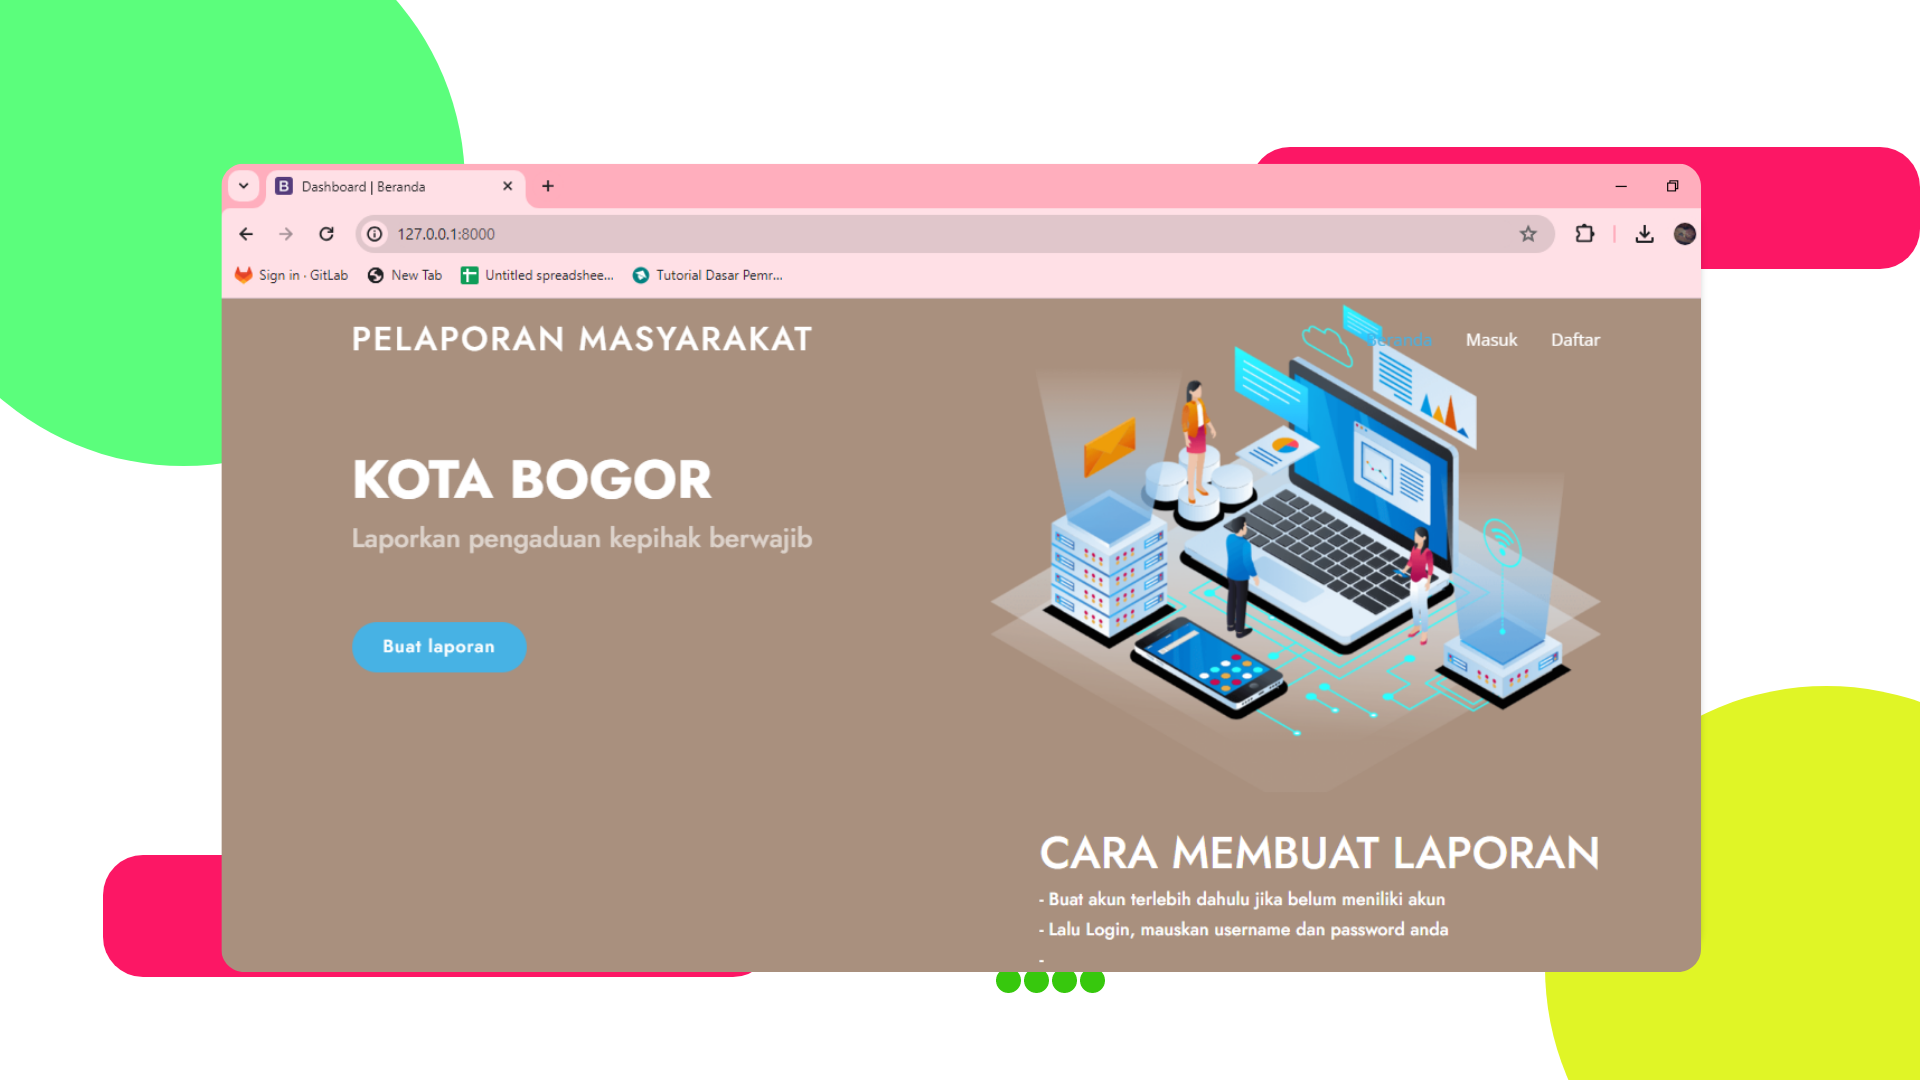 B Dashboard | Beranda
127.0.0.1:8000
Sign in · GitLab New Tab Untitled spreadshee... Tutorial Dasar Pemr...
PELAPORAN MASYARAKAT
Beranda Masuk Daftar
KOTA BOGOR
Laporkan pengaduan kepihak berwajib
Buat laporan
CARA MEMBUAT LAPORAN
- Buat akun terlebih dahulu jika belum meniliki akun
- Lalu Login, mauskan username dan password anda
-